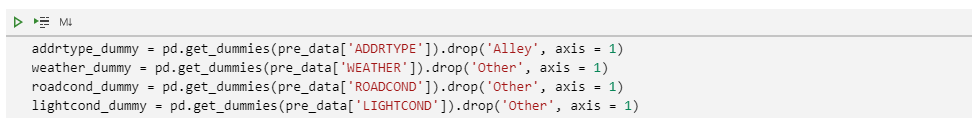 M↓
addrtype_dummy = pd.get_dummies(pre_data['ADDRTYPE']).drop('Alley', axis = 1)
weather_dummy = pd.get_dummies(pre_data['WEATHER']).drop('Other', axis = 1)
roadcond_dummy = pd.get_dummies(pre_data['ROADCOND']).drop('Other', axis = 1)
lightcond_dummy = pd.get_dummies(pre_data['LIGHTCOND']).drop('Other', axis = 1)